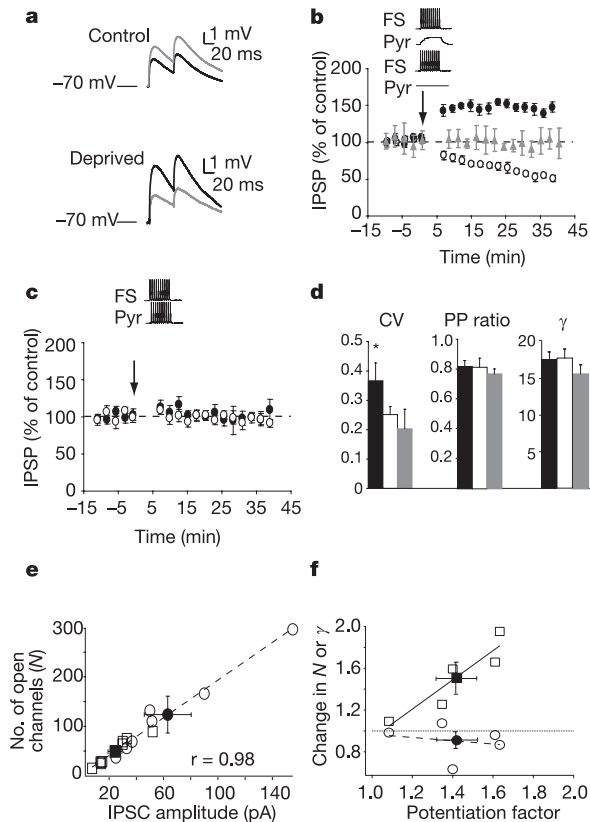 a
Control
1 mV
20 ms
–70 mV
1 mV
20 ms
Deprived
–70 mV
b
FS
Pyr
FS
Pyr
IPSP (% of control)
200
150
100
50
0
–15 –5 5 15 25 35 45
Time (min)
c
FS
Pyr
IPSP (% of control)
200
150
100
50
0
–15 –5 5 15 25 35 45
Time (min)
d
CV
0.5
0.4
0.3
0.2
0.1
0
*
PP ratio
1.0
0.8
0.6
0.4
0.2
γ
20
15
10
5
0
e
No. of open
channels (N)
300
200
100
0
20 60 100 140
IPSC amplitude (pA)
r = 0.98
f
Change in N or γ
2.0
1.6
1.2
0.8
1.0 1.2 1.4 1.6 1.8 2.0
Potentiation factor